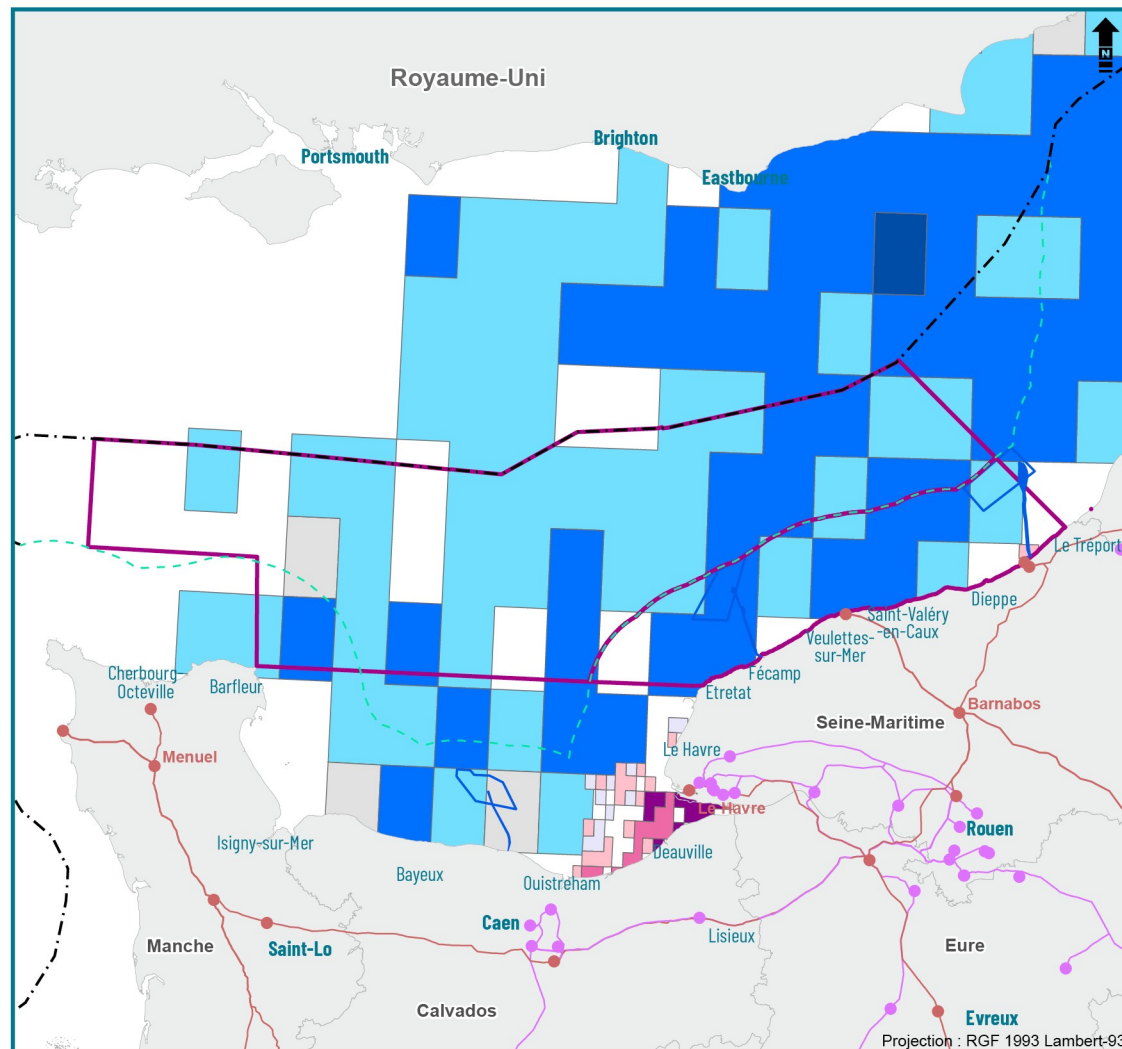 N
Royaume-Uni
Brighton
Portsmouth
Eastbourne
Le Tréport
Dieppe
Saint-Valéry
-en-Caux
Veulettes-
sur-Mer
Fécamp
Etretat
Cherbourg
Octeville
Barfleur
Barnabos
Seine-Maritime
Menuel
Le Havre
Le Havre
Rouen
Isigny-sur-Mer
Deauville
Bayeux
Ouistreham
Caen
Lisieux
Manche
Saint-Lo
Eure
Calvados
Evreux
Projection : RGF 1993 Lambert-93